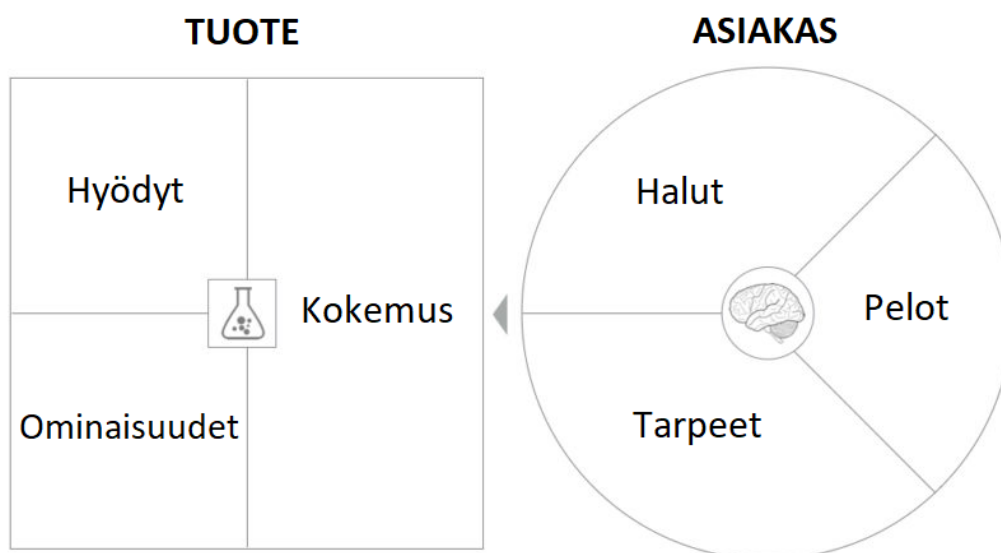 TUOTE
ASIAKAS
Hyödyt
Kokemus
Ominaisuudet
Halut
Pelot
Tarpeet